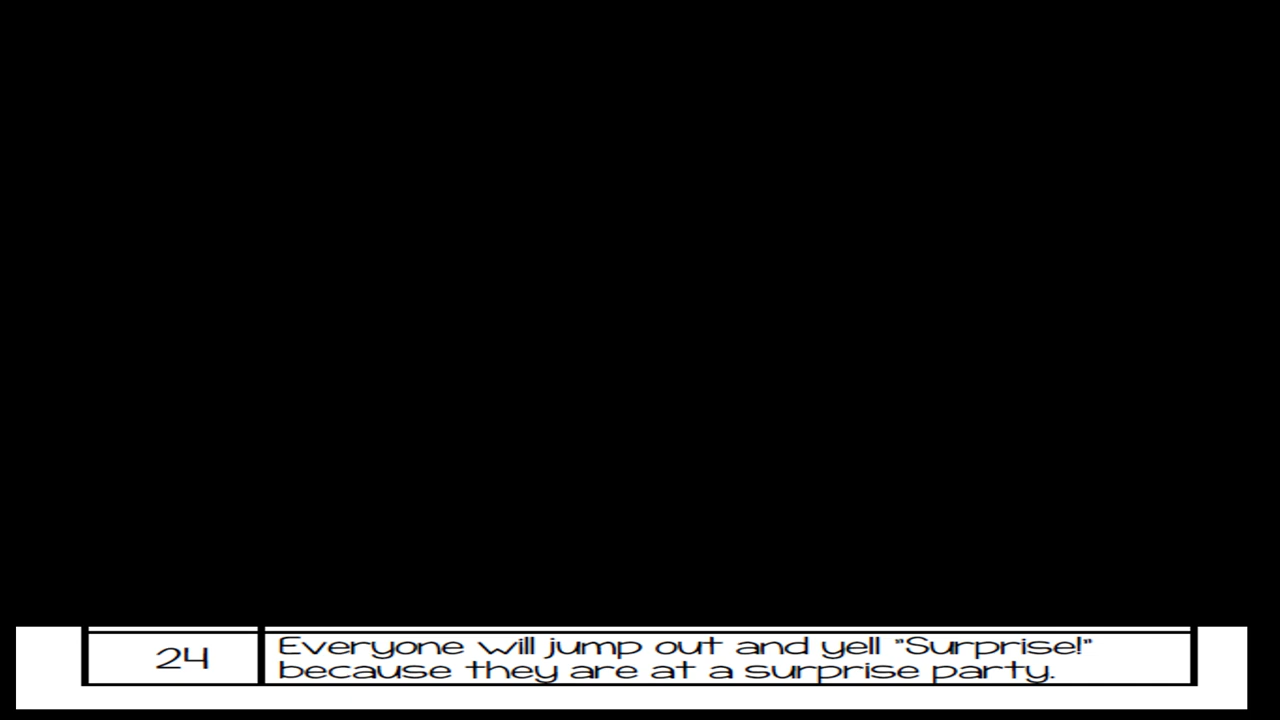 24
Everyone will jump out and yell "Surprise!"
because they are at a surprise party.